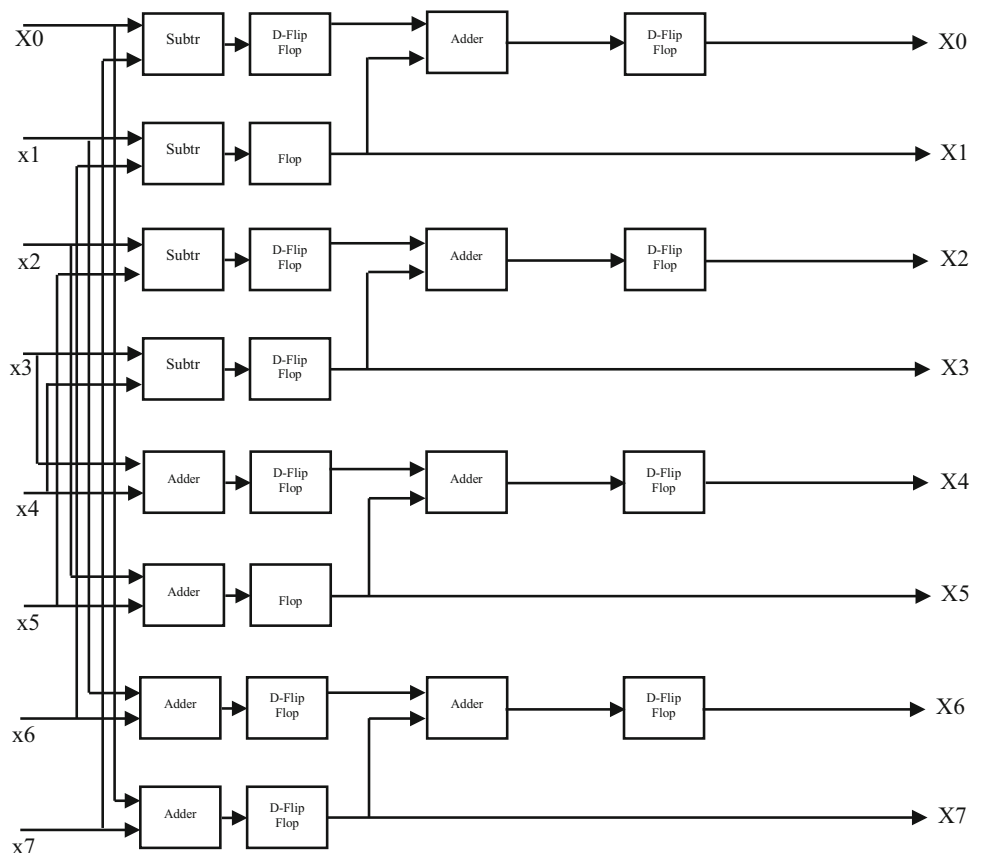 X0
Subtr
D-Flip
Flop
Adder
D-Flip
Flop
X0
x1
Subtr
Flop
X1
x2
Subtr
D-Flip
Flop
Adder
D-Flip
Flop
X2
x3
Subtr
D-Flip
Flop
X3
x4
Adder
D-Flip
Flop
Adder
D-Flip
Flop
X4
x5
Adder
Flop
X5
x6
Adder
D-Flip
Flop
Adder
D-Flip
Flop
X6
x7
Adder
D-Flip
Flop
X7